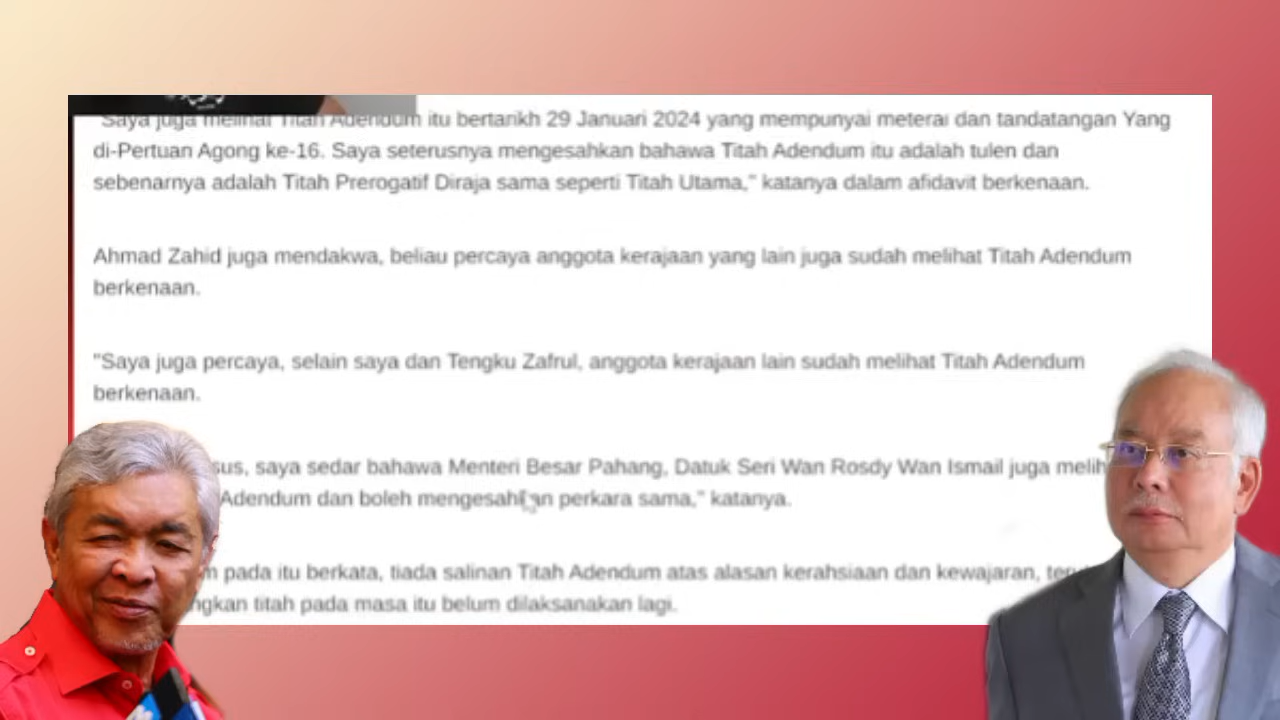 "Saya juga melihat Titah Adendum itu bertarikh 29 Januari 2024 yang mempunyai meterai dan tandatangan Yang
di-Pertuan Agong ke-16. Saya seterusnya mengesahkan bahawa Titah Adendum itu adalah tulen dan
sebenarnya adalah Titah Prerogatif Diraja sama seperti Titah Utama," katanya dalam afidavit berkenaan.
Ahmad Zahid juga mendakwa, beliau percaya anggota kerajaan yang lain juga sudah melihat Titah Adendum
berkenaan.
"Saya juga percaya, selain saya dan Tengku Zafrul, anggota kerajaan lain sudah melihat Titah Adendum
berkenaan.
saya sedar bahawa Menteri Besar Pahang, Datuk Seri Wan Rosdy Wan Ismail juga
Adendum dan boleh mengesahkan perkara sama," katanya.
pada itu berkata, tiada salinan Titah Adendum atas alasan kerahsiaan dan kewajaran,
titah pada masa itu belum dilaksanakan lagi.